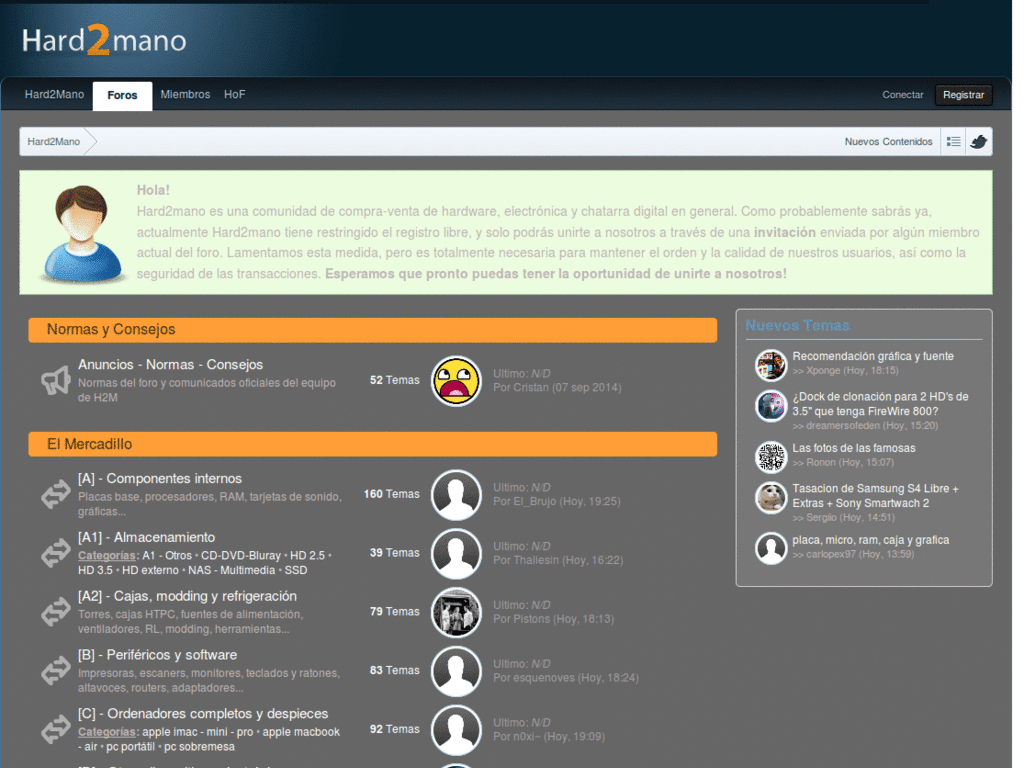 Hard2mano
Hard2Mano Foros Miembros HoF Conectar Registrar
Hard2Mano Nuevos Contenidos
Hola!
Hard2mano es una comunidad de compra-venta de hardware, electrónica y chatarra digital en general. Como probablemente sabrás ya,
actualmente Hard2mano tiene restringido el registro libre, y solo podrás unirte a nosotros a través de una invitación enviada por algún miembro
actual del foro. Lamentamos esta medida, pero es totalmente necesaria para mantener el orden y la calidad de nuestros usuarios, así como la
seguridad de las transacciones. Esperamos que pronto puedas tener la oportunidad de unirte a nosotros!
Normas y Consejos
Anuncios - Normas - Consejos
Normas del foro y comunicados oficiales del equipo
de H2M
52 Temas
Ultimo: N/D
Por Cristan (07 sep 2014)
El Mercadillo
[A] - Componentes internos
Placas base, procesadores, RAM, tarjetas de sonido,
gráficas...
160 Temas
Ultimo: N/D
Por El_Brujo (Hoy, 19:25)
[A1] - Almacenamiento
Categorías: A1 - Otros • CD-DVD-Bluray • HD 2.5 •
HD 3.5 • HD externo • NAS - Multimedia • SSD
39 Temas
Ultimo: N/D
Por Thaliesin (Hoy, 16:22)
[A2] - Cajas, modding y refrigeración
Torres, cajas HTPC, fuentes de alimentación,
ventiladores, RL, modding, herramientas...
79 Temas
Ultimo: N/D
Por Pistons (Hoy, 18:13)
[B] - Periféricos y software
Impresoras, escaners, monitores, teclados y ratones,
altavoces, routers, adaptadores...
83 Temas
Ultimo: N/D
Por esquenoves (Hoy, 18:24)
[C] - Ordenadores completos y despieces
Categorías: apple imac - mini - pro • apple macbook
- air • pc portátil • pc sobremesa
92 Temas
Ultimo: N/D
Por n0xi~ (Hoy, 19:09)
Nuevos Temas
Recomendación gráfica y fuente
>> Xponge (Hoy, 18:15)
¿Dock de clonación para 2 HD's de
3.5" que tenga FireWire 800?
>> dreamersofeden (Hoy, 15:20)
Las fotos de las famosas
>> Ronon (Hoy, 15:07)
Tasacion de Samsung S4 Libre +
Extras + Sony Smartwach 2
>> Sergiio (Hoy, 14:51)
placa, micro, ram, caja y grafica
>> carlopex97 (Hoy, 13:59)